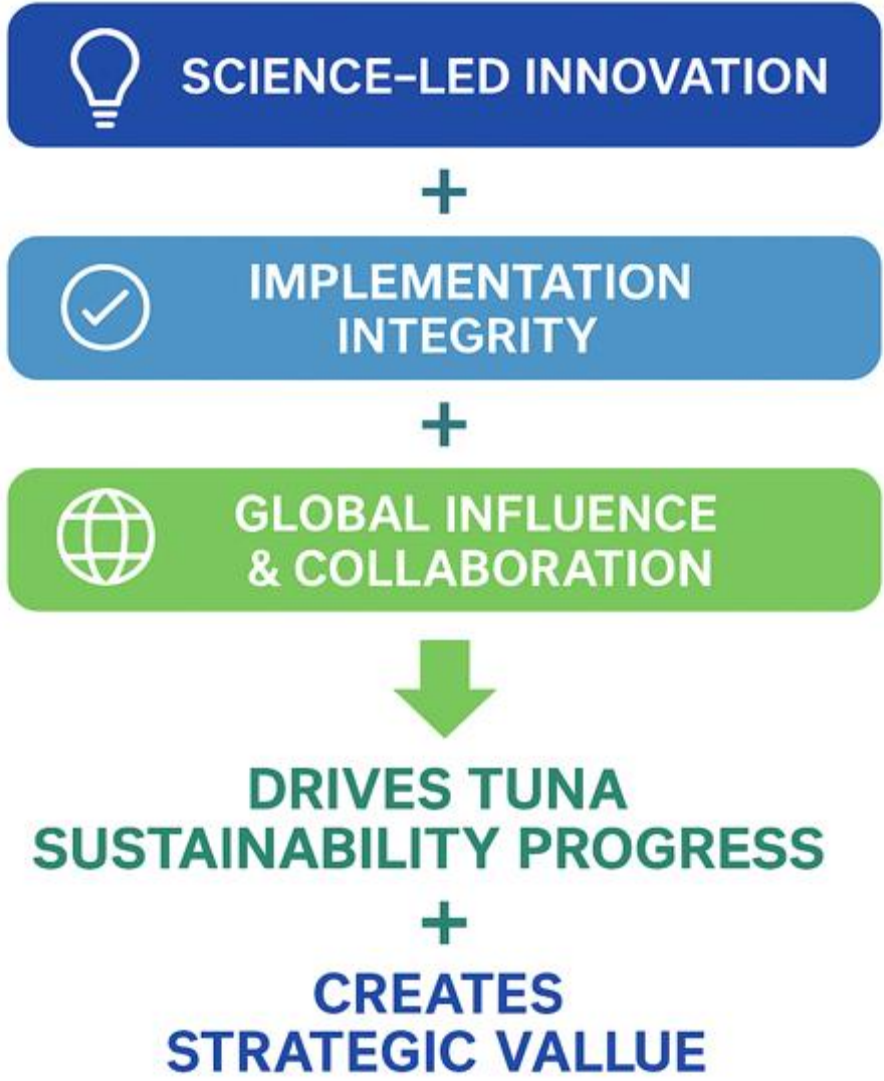 SCIENCE–LED INNOVATION
+
IMPLEMENTATION
INTEGRITY
+
GLOBAL INFLUENCE
& COLLABORATION
DRIVES TUNA
SUSTAINABILITY PROGRESS
+
CREATES
STRATEGIC VALLUE